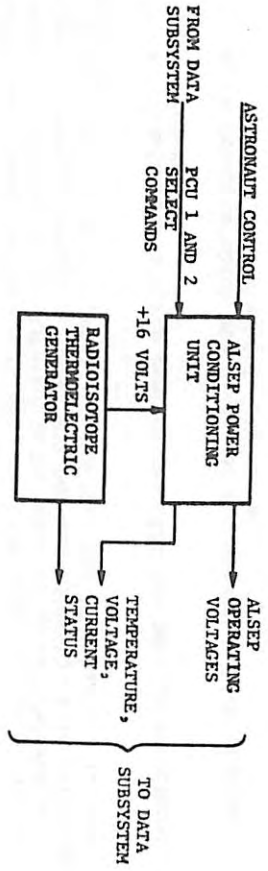 ASTRONAUT CONTROL
FROM DATA
SUBSYSTEM
PCU 1 AND 2
SELECT
COMMANDS
ALSEP POWER
CONDITIONING
UNIT
+16 VOLTS
RADIOISOTOPE
THERMOELECTRIC
GENERATOR
ALSEP
OPERATING
VOLTAGES
TEMPERATURE,
VOLTAGE,
CURRENT
STATUS
TO DATA
SUBSYSTEM